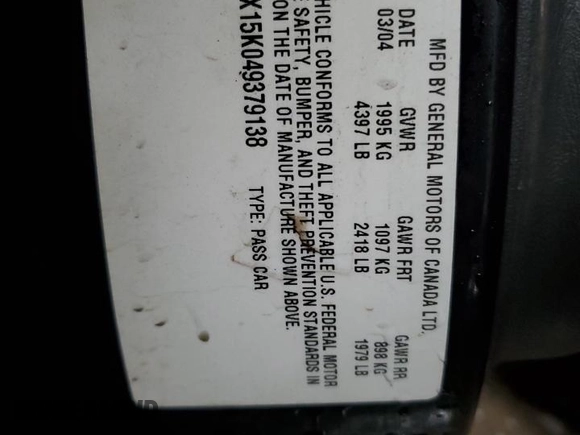 MFD BY GENERAL MOTORS OF CANADA LTD.
DATE GVWR GAWR FRT GAWR RR
03/04 1995 KG 1097 KG 898 KG
4397 LB 2418 LB 1979 LB
HICLE CONFORMS TO ALL APPLICABLE U.S. FEDERAL MOTOR
E SAFETY, BUMPER, AND THEFT PREVENTION STANDARDS IN
ON THE DATE OF MANUFACTURE SHOWN ABOVE.
X15K049379138 TYPE: PASS CAR